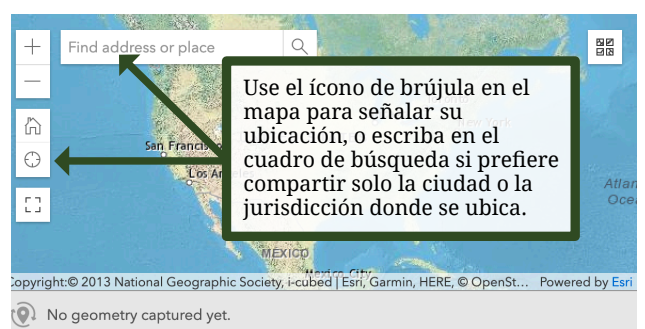 Find address or place
Use el ícono de brújula en el
mapa para señalar su
ubicación, o escriba en el
cuadro de búsqueda si prefiere
compartir solo la ciudad o la
jurisdicción donde se ubica.
New York
San Francis
Los An
Atlan
Ocea
MEXICO
Mexico City
Copyright:© 2013 National Geographic Society, i-cubed | Esri, Garmin, HERE, © OpenSt... Powered by Esri
No geometry captured yet.